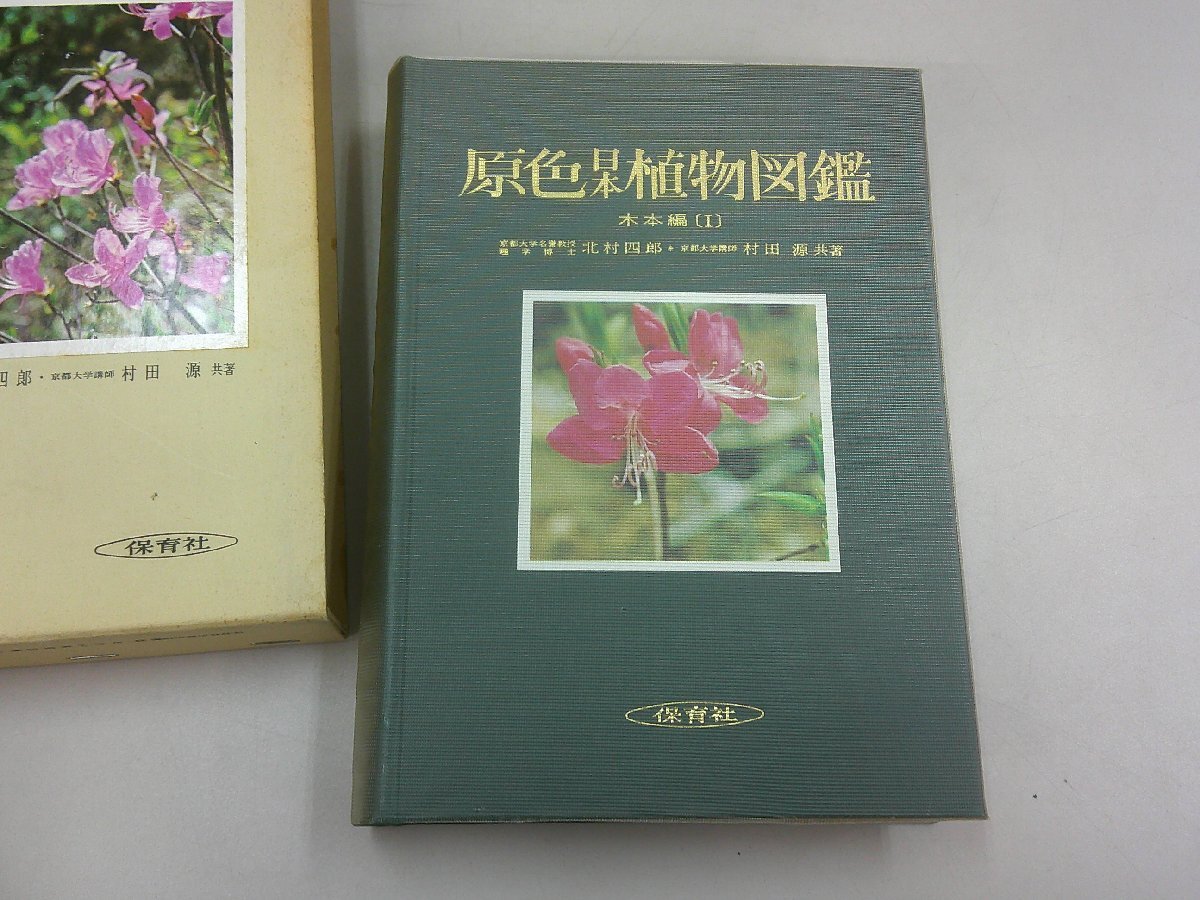 四郎・京都大学講師 村田 源 共著
保育社
原色日本植物図鑑
木本編〔I〕
京都大学名誉教授 理学博士 北村四郎・京都大学講師 村田 源 共著
保育社